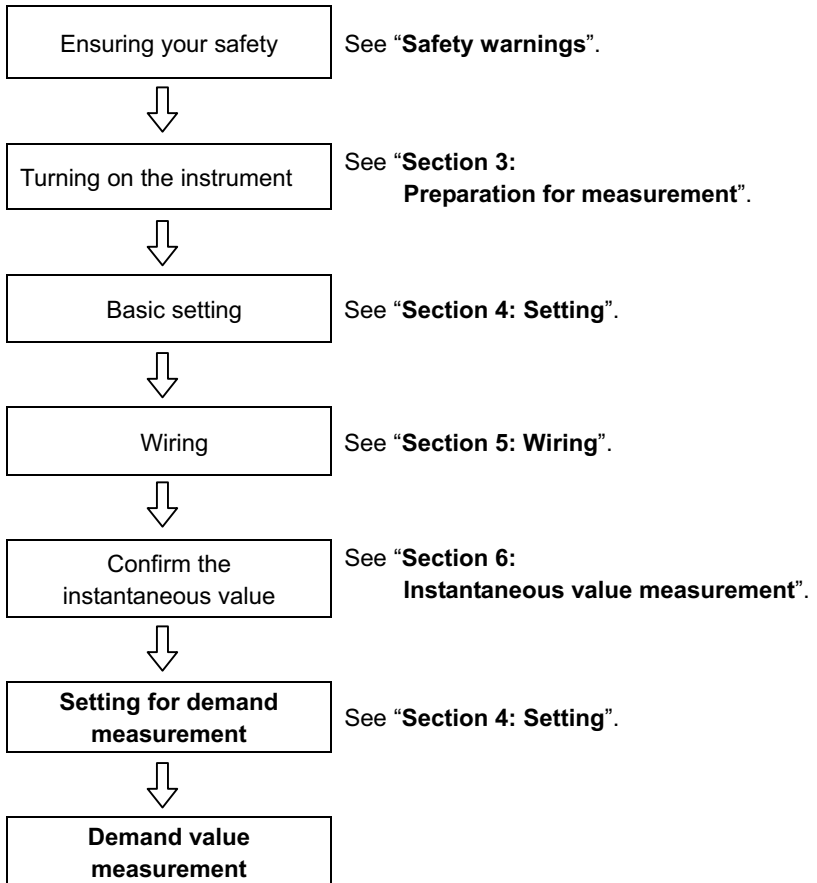 Ensuring your safety
See “Safety warnings”.
Turning on the instrument
See “Section 3:
Preparation for measurement”.
Basic setting
See “Section 4: Setting”.
Wiring
See “Section 5: Wiring”.
Confirm the
instantaneous value
See “Section 6:
Instantaneous value measurement”.
Setting for demand
measurement
See “Section 4: Setting”.
Demand value
measurement